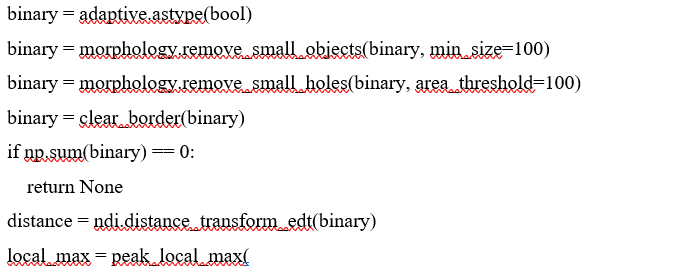 binary = adaptive.astype(bool)
binary = morphology.remove_small_objects(binary, min_size=100)
binary = morphology.remove_small_holes(binary, area_threshold=100)
binary = clear_border(binary)
if np.sum(binary) == 0:
    return None
distance = ndi.distance_transform_edt(binary)
local_max = peak_local_max(